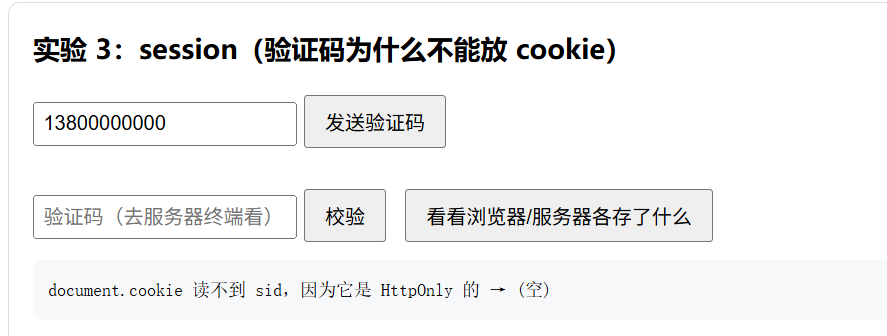 实验 3：session（验证码为什么不能放 cookie）
13800000000 发送验证码
验证码（去服务器终端看） 校验 看看浏览器/服务器各存了什么
document.cookie 读不到 sid，因为它是 HttpOnly 的 → (空)